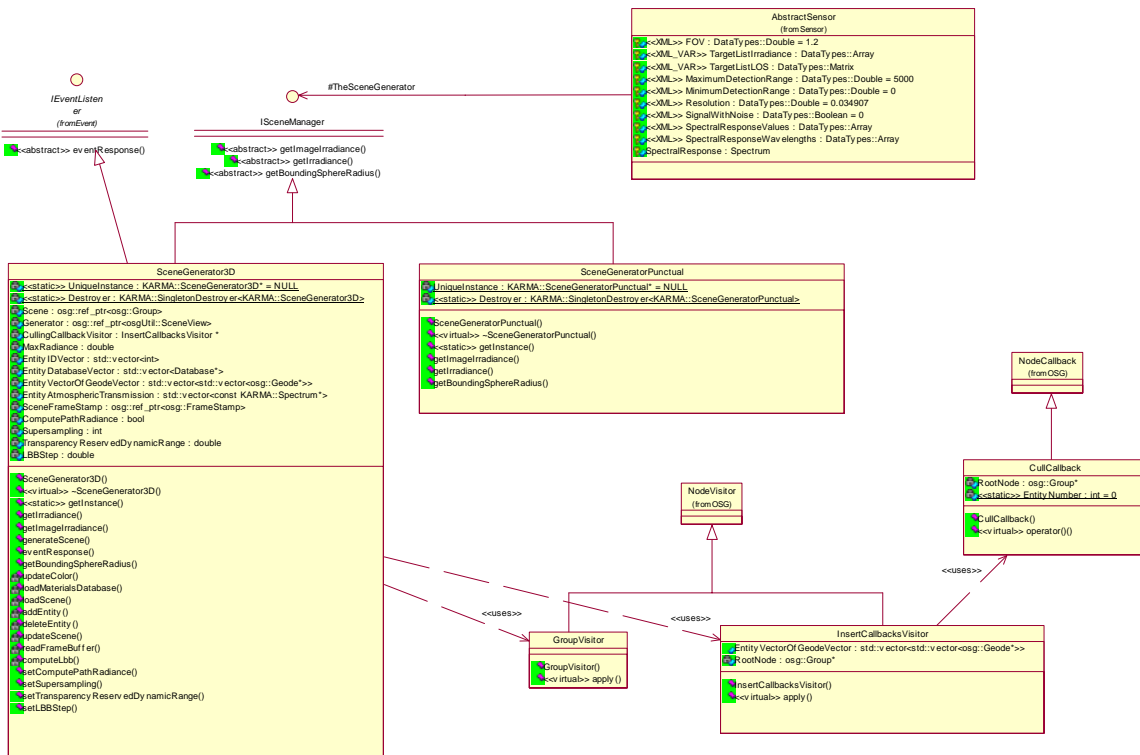 AbstractSensor
(from Sensor)
<<XML>> FOV : DataTypes::Double = 1.2
<<XML_VAR>> TargetListIrradiance : DataTypes::Array
<<XML_VAR>> TargetListLOS : DataTypes::Matrix
<<XML>> MaximumDetectionRange : DataTypes::Double = 5000
<<XML>> MinimumDetectionRange : DataTypes::Double = 0
<<XML>> Resolution : DataTypes::Double = 0.034907
<<XML>> SignalWithNoise : DataTypes::Boolean = 0
<<XML>> SpectralResponseValues : DataTypes::Array
<<XML>> SpectralResponseWavelengths : DataTypes::Array
SpectralResponse : Spectrum
#TheSceneGenerator
IEventListen
er
(from Event)
<<abstract>> eventResponse()
ISceneManager
<<abstract>> getImageIrradiance()
<<abstract>> getIrradiance()
<<abstract>> getBoundingSphereRadius()
SceneGenerator3D
<<static>> UniqueInstance : KARMA::SceneGenerator3D* = NULL
<<static>> Destroyer : KARMA::SingletonDestroyer<KARMA::SceneGenerator3D>
Scene : osg::ref_ptr<osg::Group>
Generator : osg::ref_ptr<osgUtil::SceneView>
CullingCallbackVisitor : InsertCallbacksVisitor *
MaxRadiance : double
EntityIDVector : std::vector<int>
EntityDatabaseVector : std::vector<Database*>
EntityVectorOfGeodeVector : std::vector<std::vector<osg::Geode*>>
EntityAtmosphericTransmission : std::vector<const KARMA::Spectrum*>
SceneFrameStamp : osg::ref_ptr<osg::FrameStamp>
ComputePathRadiance : bool
Supersampling : int
TransparencyReservedDynamicRange : double
LBBStep : double
SceneGenerator3D()
<<virtual>> ~SceneGenerator3D()
<<static>> getInstance()
getIrradiance()
getImageIrradiance()
generateScene()
eventResponse()
getBoundingSphereRadius()
updateColor()
loadMaterialsDatabase()
loadScene()
addEntity()
deleteEntity()
updateScene()
readFrameBuffer()
computeLbb()
setComputePathRadiance()
setSupersampling()
setTransparencyReservedDynamicRange()
setLBBStep()
SceneGeneratorPunctual
UniqueInstance : KARMA::SceneGeneratorPunctual* = NULL
<<static>> Destroyer : KARMA::SingletonDestroyer<KARMA::SceneGeneratorPunctual>
SceneGeneratorPunctual()
<<virtual>> ~SceneGeneratorPunctual()
<<static>> getInstance()
getImageIrradiance()
getIrradiance()
getBoundingSphereRadius()
NodeCallback
(from OSG)
CullCallback
RootNode : osg::Group*
<<static>> EntityNumber : int = 0
CullCallback()
<<virtual>> operator()()
NodeVisitor
(from OSG)
<<uses>>
<<uses>>
<<uses>>
GroupVisitor
GroupVisitor()
<<virtual>> apply()
InsertCallbacksVisitor
EntityVectorOfGeodeVector : std::vector<std::vector<osg::Geode*>>
RootNode : osg::Group*
InsertCallbacksVisitor()
<<virtual>> apply()